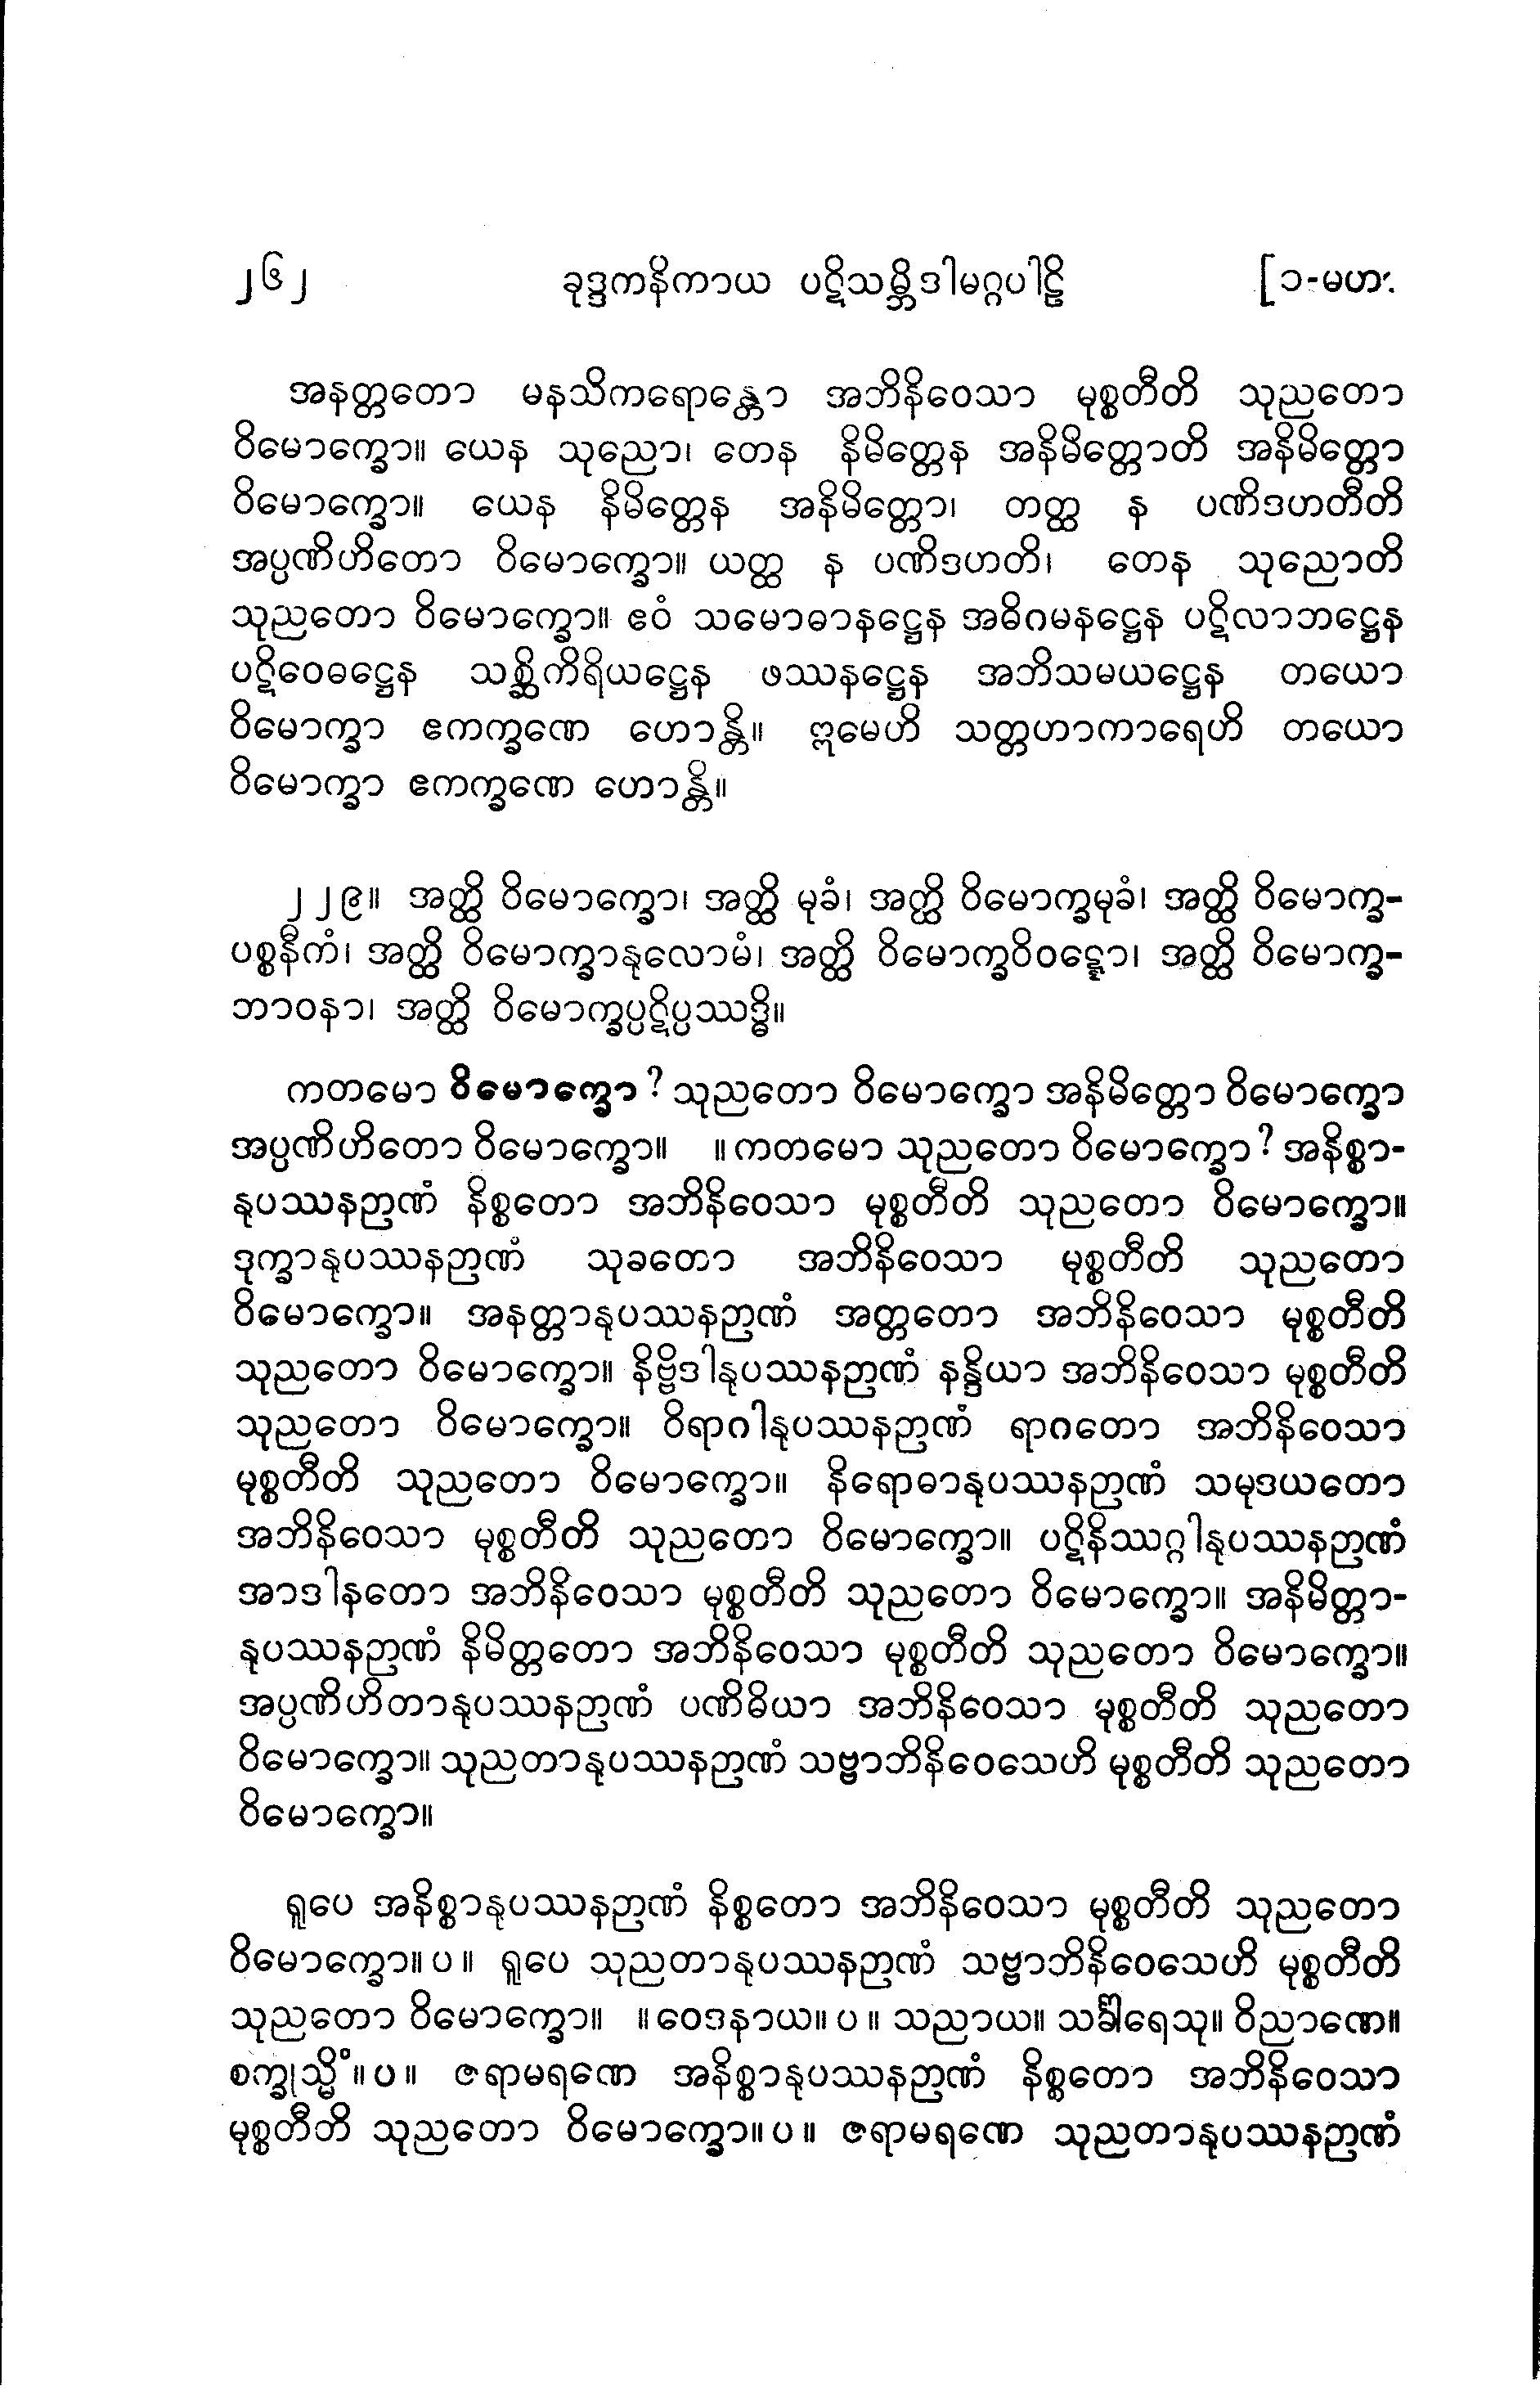 ၂၆၂ ခုဒ္ဒကနိကာယ ပဋိသမ္ဘိဒါမဂ္ဂပါဠိ [၁-မဟာ.
အနတ္တတော မနသိကရောန္တော အဘိနိဝေသာ မုစ္စတီတိ သုညတော
ဝိမောက္ခော။ ယေန သုညော၊ တေန နိမိတ္တေန အနိမိတ္တောတိ အနိမိတ္တော
ဝိမောက္ခော။ ယေန နိမိတ္တေန အနိမိတ္တော၊ တတ္ထ န ပဏိဒဟတီတိ
အပ္ပဏိဟိတော ဝိမောက္ခော။ ယတ္ထ န ပဏိဒဟတိ၊ တေန သုညောတိ
သုညတော ဝိမောက္ခော။ ဧဝံ သမောဓာနဋ္ဌေန အဓိဂမနဋ္ဌေန ပဋိလာဘဋ္ဌေန
ပဋိဝေဓဋ္ဌေန သစ္ဆိကိရိယဋ္ဌေန ဖဿနဋ္ဌေန အဘိသမယဋ္ဌေန တယော
ဝိမောက္ခာ ဧကက္ခဏေ ဟောန္တိ။ ဣမေဟိ သတ္တဟာကာရေဟိ တယော
ဝိမောက္ခာ ဧကက္ခဏေ ဟောန္တိ။
၂၂၉။ အတ္ထိ ဝိမောက္ခော၊ အတ္ထိ မုခံ၊ အတ္ထိ ဝိမောက္ခမုခံ၊ အတ္ထိ ဝိမောက္ခ-
ပစ္စနီကံ၊ အတ္ထိ ဝိမောက္ခာနုလောမံ၊ အတ္ထိ ဝိမောက္ခဝိဝဋ္ဋော၊ အတ္ထိ ဝိမောက္ခ-
ဘာဝနာ၊ အတ္ထိ ဝိမောက္ခပ္ပဋိပ္ပဿဒ္ဓိ။
ကတမော ဝိမောက္ခော? သုညတော ဝိမောက္ခော အနိမိတ္တော ဝိမောက္ခော
အပ္ပဏိဟိတော ဝိမောက္ခော။ ။ကတမော သုညတော ဝိမောက္ခော? အနိစ္စာ-
နုပဿနဉာဏံ နိစ္စတော အဘိနိဝေသာ မုစ္စတီတိ သုညတော ဝိမောက္ခော။
ဒုက္ခာနုပဿနဉာဏံ သုခတော အဘိနိဝေသာ မုစ္စတီတိ သုညတော
ဝိမောက္ခော။ အနတ္တာနုပဿနဉာဏံ အတ္တတော အဘိနိဝေသာ မုစ္စတီတိ
သုညတော ဝိမောက္ခော။ နိဗ္ဗိဒါနုပဿနဉာဏံ နန္ဒိယာ အဘိနိဝေသာ မုစ္စတီတိ
သုညတော ဝိမောက္ခော။ ဝိရာဂါနုပဿနဉာဏံ ရာဂတော အဘိနိဝေသာ
မုစ္စတီတိ သုညတော ဝိမောက္ခော။ နိရောဓာနုပဿနဉာဏံ သမုဒယတော
အဘိနိဝေသာ မုစ္စတီတိ သုညတော ဝိမောက္ခော။ ပဋိနိဿဂ္ဂါနုပဿနဉာဏံ
အာဒါနတော အဘိနိဝေသာ မုစ္စတီတိ သုညတော ဝိမောက္ခော။ အနိမိတ္တာ-
နုပဿနဉာဏံ နိမိတ္တတော အဘိနိဝေသာ မုစ္စတီတိ သုညတော ဝိမောက္ခော။
အပ္ပဏိဟိတာနုပဿနဉာဏံ ပဏိဓိယာ အဘိနိဝေသာ မုစ္စတီတိ သုညတော
ဝိမောက္ခော။ သုညတာနုပဿနဉာဏံ သဗ္ဗာဘိနိဝေသေဟိ မုစ္စတီတိ သုညတော
ဝိမောက္ခော။
ရူပေ အနိစ္စာနုပဿနဉာဏံ နိစ္စတော အဘိနိဝေသာ မုစ္စတီတိ သုညတော
ဝိမောက္ခော။ပ။ ရူပေ သုညတာနုပဿနဉာဏံ သဗ္ဗာဘိနိဝေသေဟိ မုစ္စတီတိ
သုညတော ဝိမောက္ခော။ ။ဝေဒနာယ။ပ။ သညာယ။ သင်္ခါရေသု။ ဝိညာဏေ။
စက္ခုသ္မိံ။ပ။ ဇရာမရဏေ အနိစ္စာနုပဿနဉာဏံ နိစ္စတော အဘိနိဝေသာ
မုစ္စတီတိ သုညတော ဝိမောက္ခော။ပ။ ဇရာမရဏေ သုညတာနုပဿနဉာဏံ